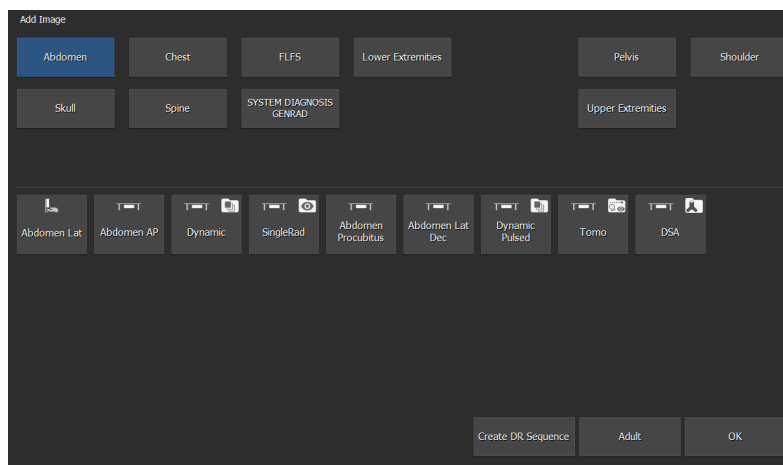 Add Image
Abdomen
Chest
FLFS
Lower Extremities
Pelvis
Shoulder
Skull
Spine
SYSTEM DIAGNOSIS
GENRAD
Upper Extremities
Abdomen Lat
Abdomen AP
Dynamic
SingleRad
Abdomen
Procubitus
Abdomen Lat
Dec
Dynamic
Pulsed
Tomo
DSA
Create DR Sequence
Adult
OK